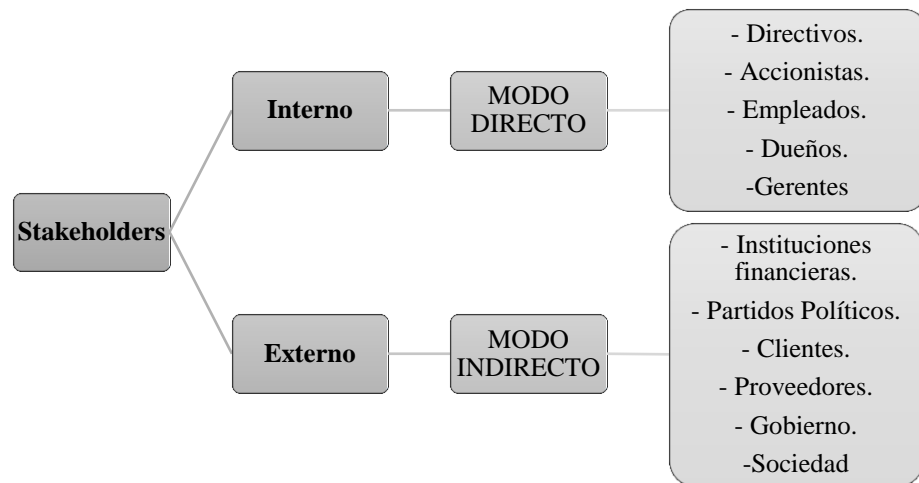 Stakeholders
Interno
MODO
DIRECTO
- Directivos.
- Accionistas.
- Empleados.
- Dueños.
-Gerentes
Externo
MODO
INDIRECTO
- Instituciones
financieras.
- Partidos Políticos.
- Clientes.
- Proveedores.
- Gobierno.
-Sociedad